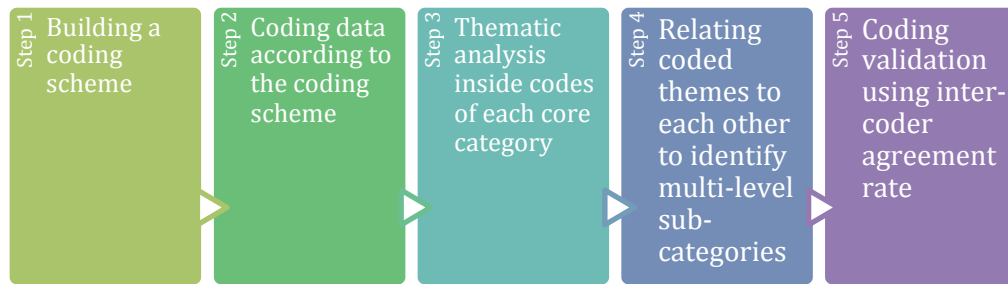 Step 1
Building a
coding
scheme
Step 2
Coding data
according to
the coding
scheme
Step 3
Thematic
analysis
inside codes
of each core
category
Step 4
Relating
coded
themes to
each other
to identify
multi-level
sub-
categories
Step 5
Coding
validation
using inter-
coder
agreement
rate